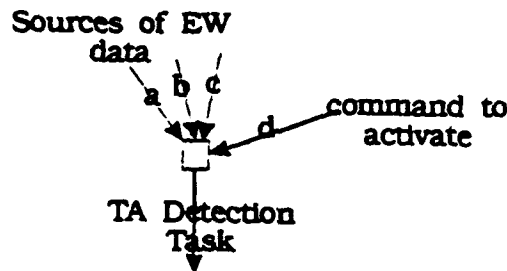 Sources of EW
data
a
b
c
d
command to
activate
TA Detection
Task